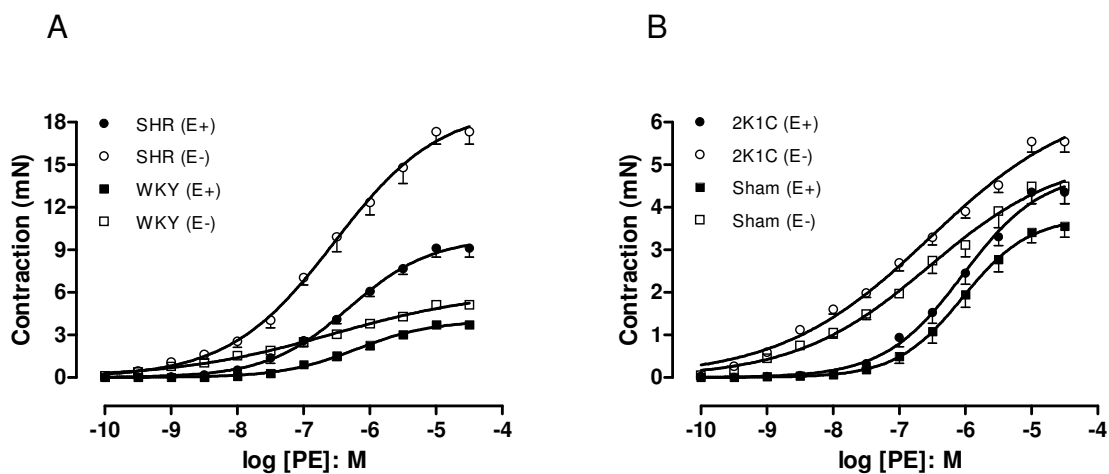 A
SHR (E+)
SHR (E-)
WKY (E+)
WKY (E-)
Contraction (mN)
18
15
12
9
6
3
0
-10 -9 -8 -7 -6 -5 -4
log [PE]: M
B
2K1C (E+)
2K1C (E-)
Sham (E+)
Sham (E-)
Contraction (mN)
6
5
4
3
2
1
0
-10 -9 -8 -7 -6 -5 -4
log [PE]: M